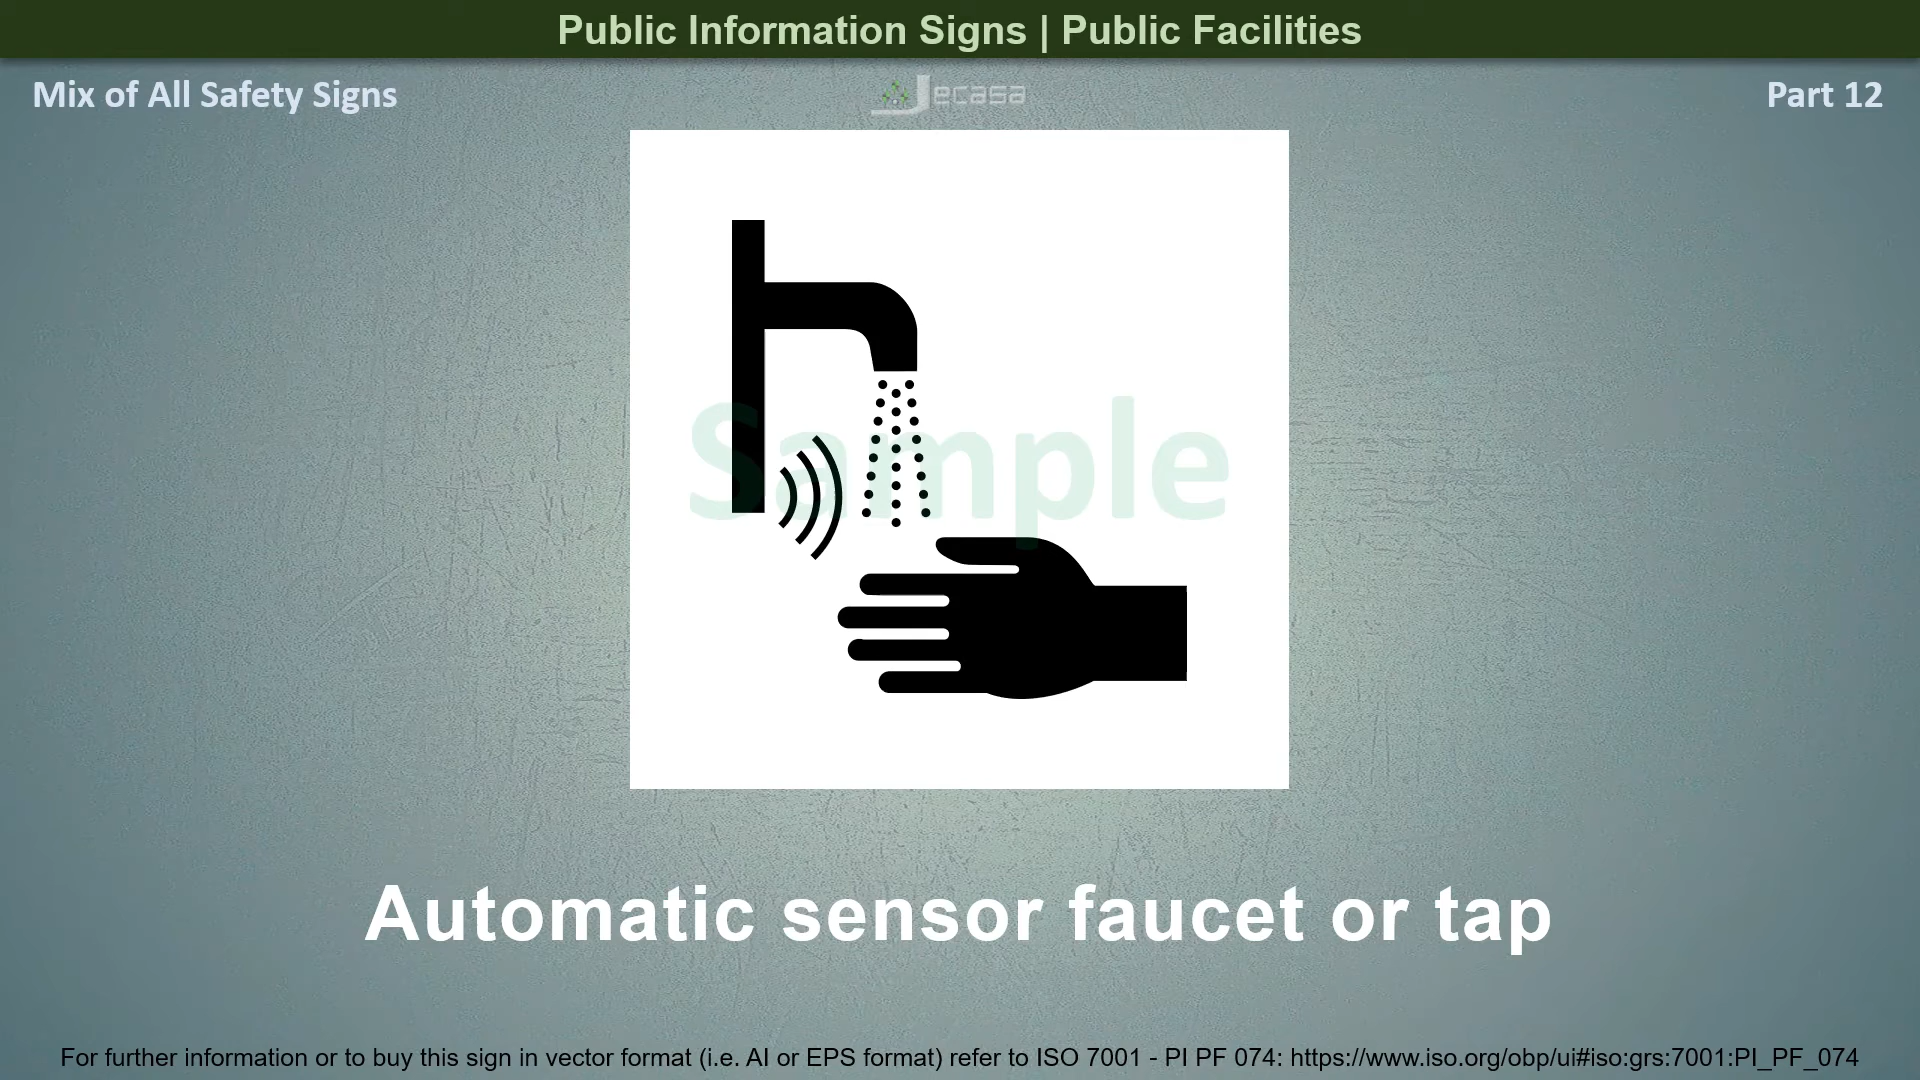 Public Information Signs | Public Facilities
Mix of All Safety Signs
Jecasa
Part 12
Sample
Automatic sensor faucet or tap
For further information or to buy this sign in vector format (i.e. AI or EPS format) refer to ISO 7001 - PI PF 074: https://www.iso.org/obp/ui#iso:grs:7001:PI_PF_074